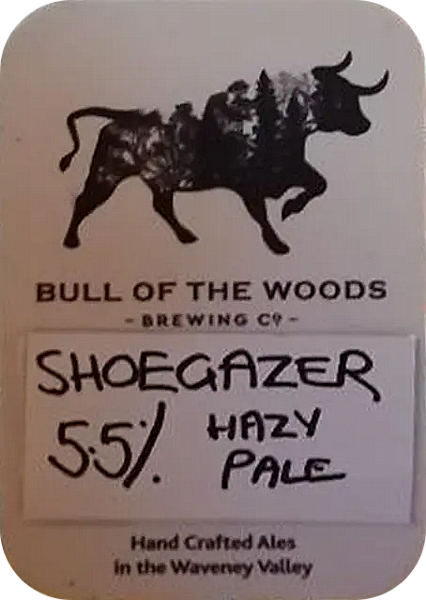 BULL OF THE WOODS
- BREWING Co -
SHOEGAZER
5.5% HAZY
PALE
Hand Crafted Ales
in the Waveney Valley